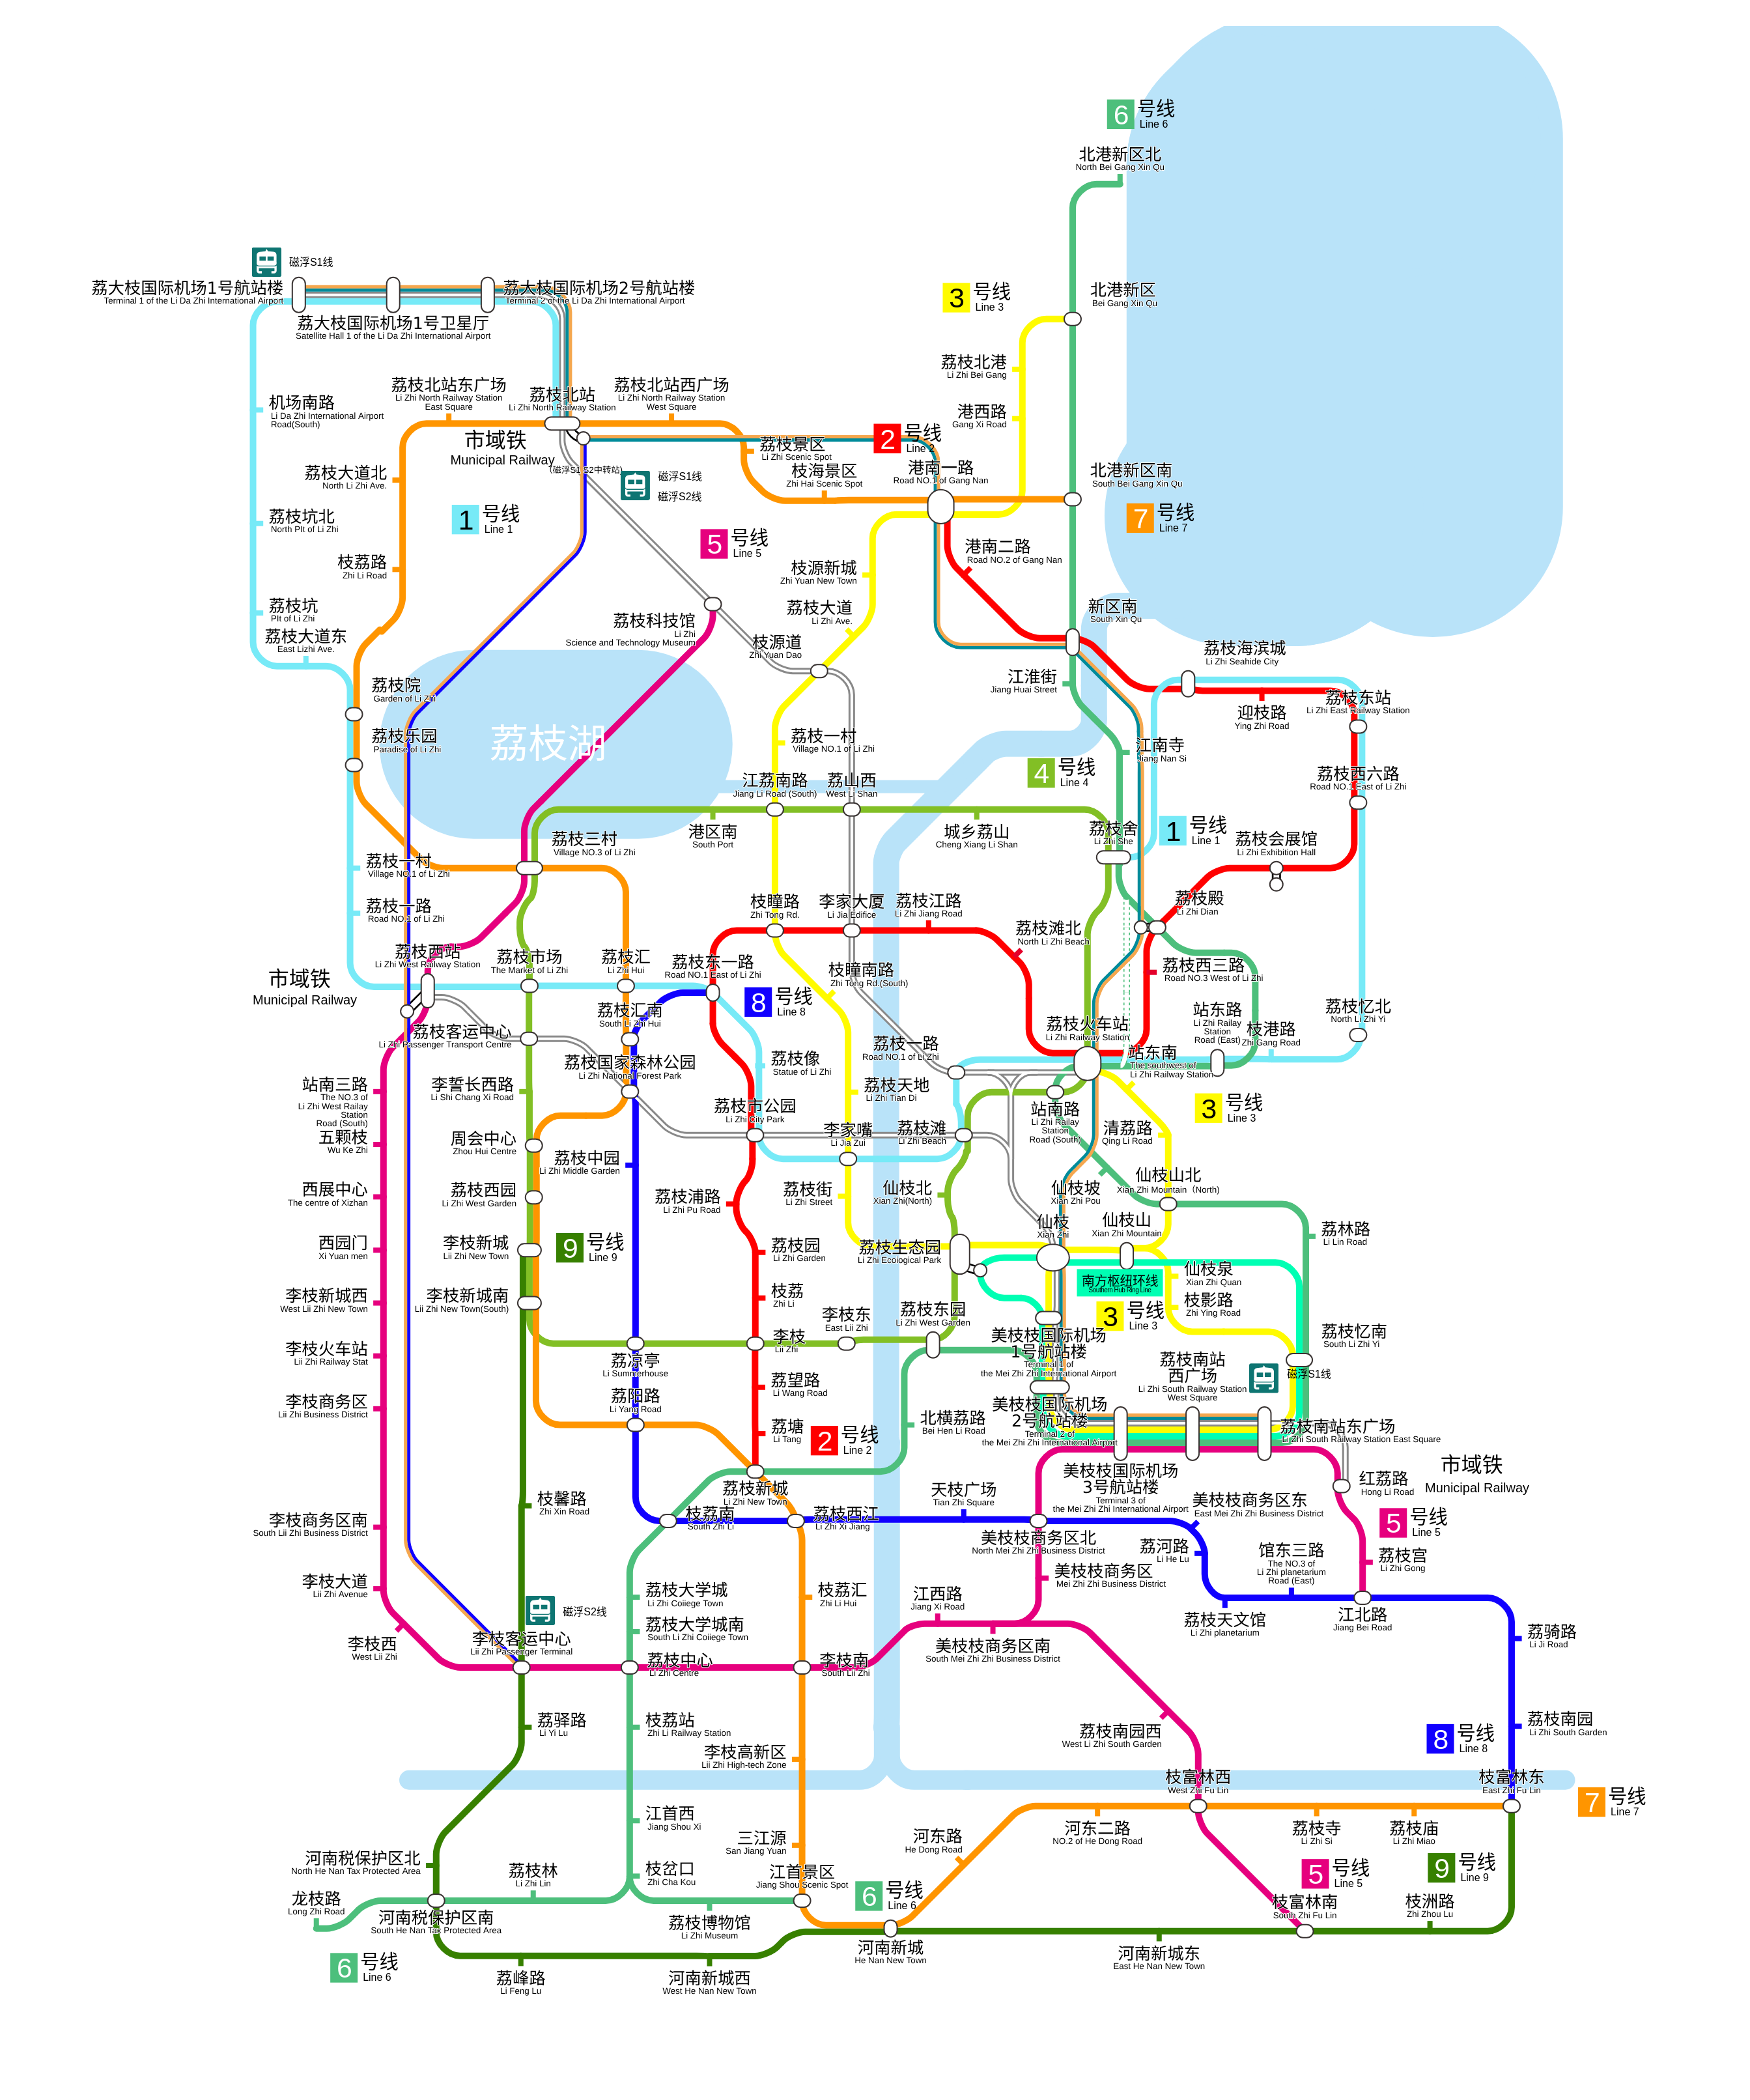 6 号线
Line 6
北港新区北
North Bei Gang Xin Qu
磁浮S1线
荔大枝国际机场1号航站楼
Terminal 1 of the Li Da Zhi International Airport
荔大枝国际机场2号航站楼
Terminal 2 of the Li Da Zhi International Airport
荔大枝国际机场1号卫星厅
Satellite Hall 1 of the Li Da Zhi International Airport
3 号线
Line 3
北港新区
Bei Gang Xin Qu
荔枝北港
Li Zhi Bei Gang
港西路
Gang Xi Road
机场南路
Li Da Zhi International Airport
Road(South)
荔枝北站东广场
Li Zhi North Railway Station
East Square
荔枝北站
Li Zhi North Railway Station
荔枝北站西广场
Li Zhi North Railway Station
West Square
市域铁
Municipal Railway
(磁浮S1 S2中转站)
磁浮S1线
磁浮S2线
2 号线
Line 2
荔枝景区
Li Zhi Scenic Spot
枝海景区
Zhi Hai Scenic Spot
港南一路
Road NO.1 of Gang Nan
北港新区南
South Bei Gang Xin Qu
7 号线
Line 7
荔枝大道北
North Li Zhi Ave.
荔枝坑北
North PIt of Li Zhi
1 号线
Line 1
5 号线
Line 5
港南二路
Road NO.2 of Gang Nan
枝荔路
Zhi Li Road
枝源新城
Zhi Yuan New Town
荔枝坑
PIt of Li Zhi
荔枝大道东
East Lizhi Ave.
荔枝大道
Li Zhi Ave.
荔枝科技馆
Li Zhi
Science and Technology Museum
枝源道
Zhi Yuan Dao
新区南
South Xin Qu
荔枝海滨城
Li Zhi Seahide City
江淮街
Jiang Huai Street
荔枝院
Garden of Li Zhi
荔枝乐园
Paradise of Li Zhi
荔枝湖
荔枝一村
Village NO.1 of Li Zhi
迎枝路
Ying Zhi Road
荔枝东站
Li Zhi East Railway Station
江南寺
Jiang Nan Si
4 号线
Line 4
江荔南路
Jiang Li Road (South)
荔山西
West Li Shan
荔枝西六路
Road NO.1 East of Li Zhi
港区南
South Port
城乡荔山
Cheng Xiang Li Shan
荔枝舍
Li Zhi She
1 号线
Line 1
荔枝会展馆
Li Zhi Exhibition Hall
荔枝三村
Village NO.3 of Li Zhi
荔枝一村
Village NO.1 of Li Zhi
荔枝一路
Road NO.1 of Li Zhi
枝瞳路
Zhi Tong Rd.
李家大厦
Li Jia Edifice
荔枝江路
Li Zhi Jiang Road
荔枝殿
Li Zhi Dian
荔枝滩北
North Li Zhi Beach
荔枝西站
Li Zhi West Railway Station
荔枝市场
The Market of Li Zhi
荔枝汇
Li Zhi Hui
荔枝东一路
Road NO.1 East of Li Zhi
枝瞳南路
Zhi Tong Rd.(South)
荔枝西三路
Road NO.3 West of Li Zhi
市域铁
Municipal Railway
8 号线
Line 8
荔枝汇南
South Li Zhi Hui
荔枝客运中心
Li Zhi Passenger Transport Centre
荔枝火车站
Li Zhi Railway Station
站东路
Li Zhi Railay
Station
Road (East)
枝港路
Zhi Gang Road
荔枝忆北
North Li Zhi Yi
荔枝国家森林公园
Li Zhi National Forest Park
荔枝像
Statue of Li Zhi
荔枝一路
Road NO.1 of Li Zhi
站东南
The southwest of
Li Zhi Railway Station
站南三路
The NO.3 of
Li Zhi West Railay
Station
Road (South)
李誓长西路
Li Shi Chang Xi Road
荔枝天地
Li Zhi Tian Di
荔枝市公园
Li Zhi City Park
站南路
Li Zhi Railay
Station
Road (South)
3 号线
Line 3
五颗枝
Wu Ke Zhi
周会中心
Zhou Hui Centre
荔枝中园
Li Zhi Middle Garden
李家嘴
Li Jia Zui
荔枝滩
Li Zhi Beach
清荔路
Qing Li Road
西展中心
The centre of Xizhan
荔枝西园
Li Zhi West Garden
荔枝浦路
Li Zhi Pu Road
荔枝街
Li Zhi Street
仙枝北
Xian Zhi(North)
仙枝坡
Xian Zhi Pou
仙枝山北
Xian Zhi Mountain（North)
仙枝
Xian Zhi
仙枝山
Xian Zhi Mountain
荔林路
Li Lin Road
西园门
Xi Yuan men
李枝新城
Lii Zhi New Town
9 号线
Line 9
荔枝园
Li Zhi Garden
荔枝生态园
Li Zhi Ecoiogical Park
南方枢纽环线
Southern Hub Ring Line
仙枝泉
Xian Zhi Quan
李枝新城西
West Lii Zhi New Town
李枝新城南
Lii Zhi New Town(South)
枝荔
Zhi Li
李枝东
East Lii Zhi
荔枝东园
Li Zhi West Garden
3 号线
Line 3
枝影路
Zhi Ying Road
李枝火车站
Lii Zhi Railway Stat
荔凉亭
Li Summerhouse
李枝
Lii Zhi
美枝枝国际机场
1号航站楼
Terminal 1 of
the Mei Zhi Zhi International Airport
荔枝忆南
South Li Zhi Yi
荔枝南站
西广场
Li Zhi South Railway Station
West Square
磁浮S1线
李枝商务区
Lii Zhi Business District
荔阳路
Li Yang Road
荔望路
Li Wang Road
荔塘
Li Tang
2 号线
Line 2
北横荔路
Bei Hen Li Road
美枝枝国际机场
2号航站楼
Terminal 2 of
the Mei Zhi Zhi International Airport
荔枝南站东广场
Li Zhi South Railway Station East Square
荔枝新城
Li Zhi New Town
美枝枝国际机场
3号航站楼
Terminal 3 of
the Mei Zhi Zhi International Airport
红荔路
Hong Li Road
市域铁
Municipal Railway
枝馨路
Zhi Xin Road
天枝广场
Tian Zhi Square
美枝枝商务区东
East Mei Zhi Zhi Business District
5 号线
Line 5
李枝商务区南
South Lii Zhi Business District
枝荔南
South Zhi Li
荔枝西江
Li Zhi Xi Jiang
美枝枝商务区北
North Mei Zhi Zhi Business District
荔河路
Li He Lu
馆东三路
The NO.3 of
Li Zhi planetarium
Road (East)
荔枝宫
Li Zhi Gong
李枝大道
Lii Zhi Avenue
荔枝大学城
Li Zhi Coiiege Town
枝荔汇
Zhi Li Hui
美枝枝商务区
Mei Zhi Zhi Business District
江西路
Jiang Xi Road
磁浮S2线
荔枝大学城南
South Li Zhi Coiiege Town
荔枝天文馆
Li Zhi planetarium
江北路
Jiang Bei Road
李枝西
West Lii Zhi
李枝客运中心
Lii Zhi Passenger Terminal
荔枝中心
Li Zhi Centre
李枝南
South Lii Zhi
美枝枝商务区南
South Mei Zhi Zhi Business District
荔骑路
Li Ji Road
荔驿路
Li Yi Lu
枝荔站
Zhi Li Railway Station
荔枝南园西
West Li Zhi South Garden
荔枝南园
Li Zhi South Garden
8 号线
Line 8
李枝高新区
Lii Zhi High-tech Zone
枝富林西
West Zhi Fu Lin
枝富林东
East Zhi Fu Lin
7 号线
Line 7
江首西
Jiang Shou Xi
三江源
San Jiang Yuan
河东路
He Dong Road
河东二路
NO.2 of He Dong Road
荔枝寺
Li Zhi Si
荔枝庙
Li Zhi Miao
河南税保护区北
North He Nan Tax Protected Area
荔枝林
Li Zhi Lin
枝岔口
Zhi Cha Kou
江首景区
Jiang Shou Scenic Spot
5 号线
Line 5
9 号线
Line 9
龙枝路
Long Zhi Road
河南税保护区南
South He Nan Tax Protected Area
荔枝博物馆
Li Zhi Museum
6 号线
Line 6
枝富林南
South Zhi Fu Lin
枝洲路
Zhi Zhou Lu
河南新城
He Nan New Town
河南新城东
East He Nan New Town
6 号线
Line 6
荔峰路
Li Feng Lu
河南新城西
West He Nan New Town